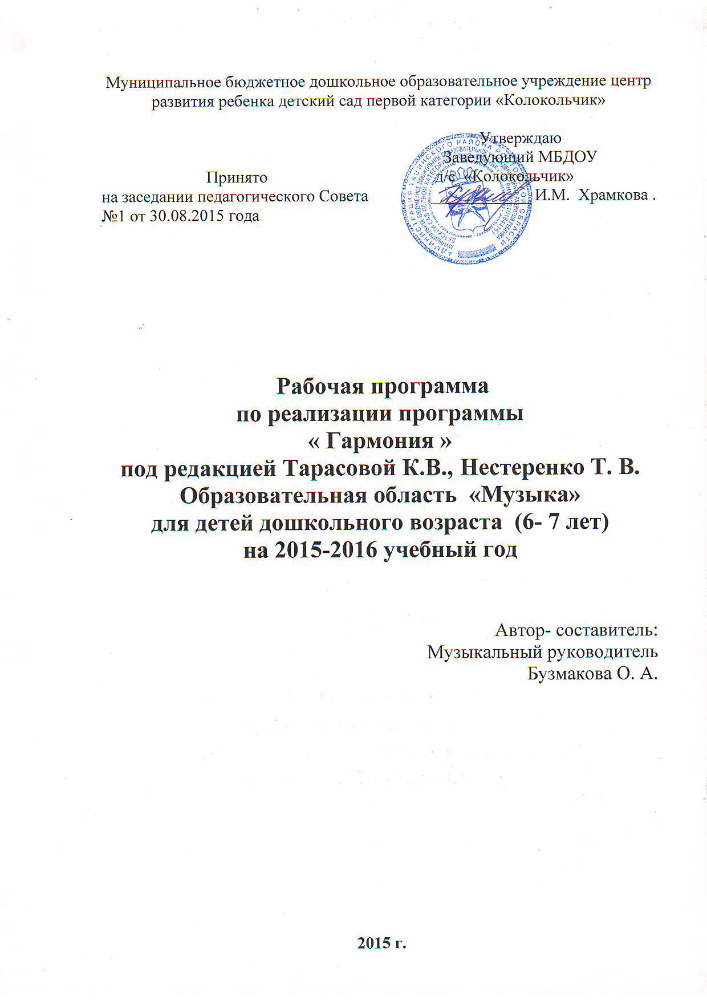 Муниципальное бюджетное дошкольное образовательное учреждение центр
развития ребенка детский сад первой категории «Колокольчик»
Утверждаю
Заведующий МБДОУ
д/с «Колокольчик»
И.М. Храмкова .
Принято
на заседании педагогического Совета
№1 от 30.08.2015 года
Рабочая программа
по реализации программы
« Гармония »
под редакцией Тарасовой К.В., Нестеренко Т. В.
Образовательная область «Музыка»
для детей дошкольного возраста (6- 7 лет)
на 2015-2016 учебный год
Автор- составитель:
Музыкальный руководитель
Бузмакова О. А.
2015 г.